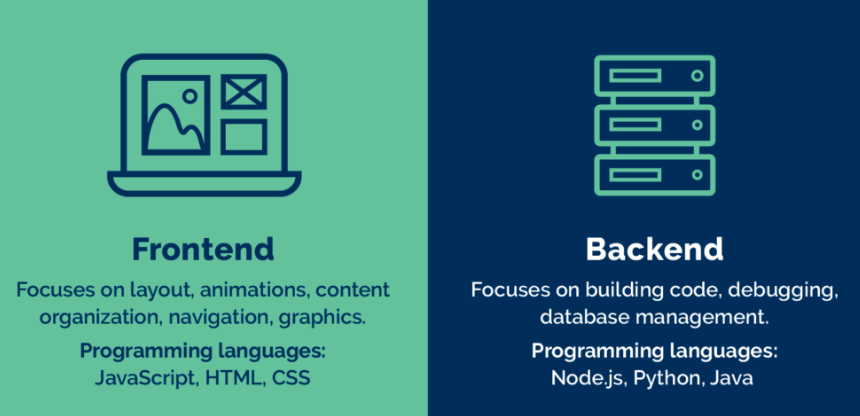 Frontend
Focuses on layout, animations, content
organization, navigation, graphics.
Programming languages:
JavaScript, HTML, CSS
Backend
Focuses on building code, debugging,
database management.
Programming languages:
Node.js, Python, Java